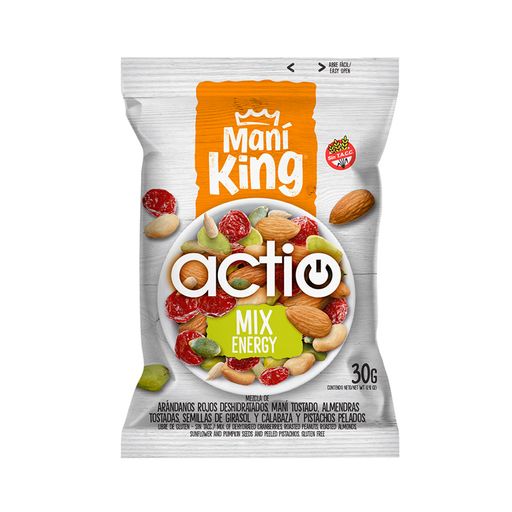 < > ABRE FÁCIL/
EASY OPEN
Maní
King
SIN T.A.C.C.
actio
MIX
ENERGY
30G
CONTENIDO NETO/NET WT.
MEZCLA DE
ARÁNDANOS ROJOS DESHIDRATADOS, MANÍ TOSTADO, ALMENDRAS
TOSTADAS, SEMILLAS DE GIRASOL Y CALABAZA Y PISTACHOS PELADOS.
LIBRE DE GLUTEN - SIN TACC / MIX OF DEHYDRATED CRANBERRIES, ROASTED PEANUTS, ROASTED ALMONDS,
SUNFLOWER AND PUMPKIN SEEDS AND PEELED PISTACHIOS. GLUTEN FREE